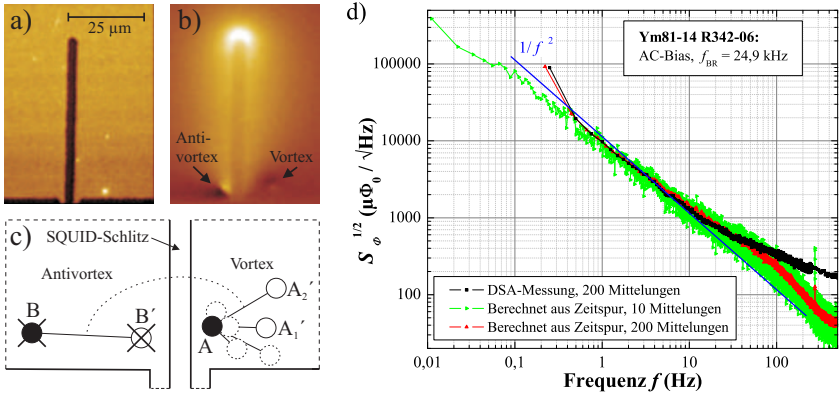 a)
25 µm
b)
Anti-
vortex
Vortex
c)
SQUID-Schlitz
Antivortex
Vortex
B
B´
A
A₂´
A₁´
d)
1/f ²
Ym81-14 R342-06:
AC-Bias, f_BR = 24,9 kHz
100000
10000
1000
100
S_Φ^1/2 (µΦ₀ / √Hz)
DSA-Messung, 200 Mittelungen
Berechnet aus Zeitspur, 10 Mittelungen
Berechnet aus Zeitspur, 200 Mittelungen
0,01 0,1 1 10 100
Frequenz f (Hz)